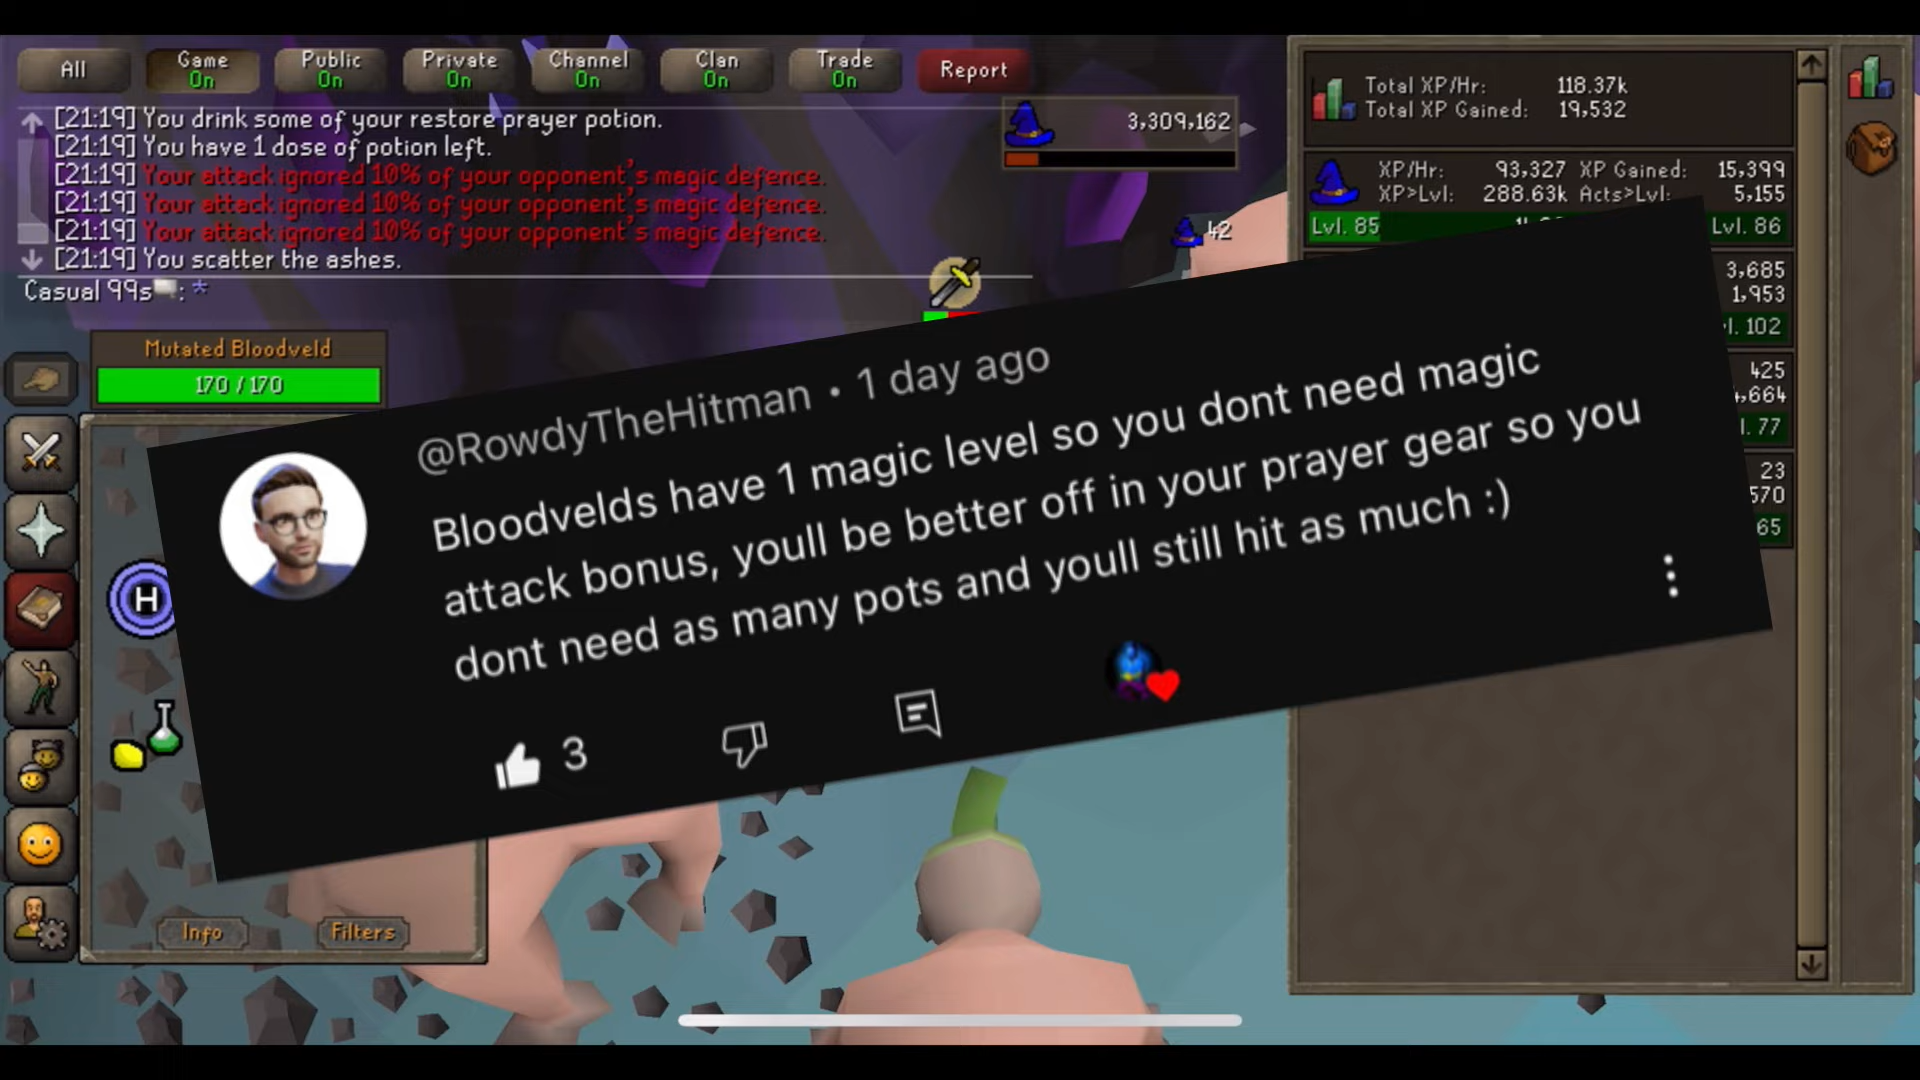 All
Game
On
Public
On
Private
On
Channel
On
Clan
On
Trade
On
Report
[21:19] You drink some of your restore prayer potion.
[21:19] You have 1 dose of potion left.
[21:19] Your attack ignored 10% of your opponent's magic defence.
[21:19] Your attack ignored 10% of your opponent's magic defence.
[21:19] Your attack ignored 10% of your opponent's magic defence.
[21:19] You scatter the ashes.
Casual 99s: *
3,309,162
42
Total XP/Hr: 118.37k
Total XP Gained: 19,532
XP/Hr: 93,327 XP Gained: 15,399
XP>Lvl: 288.63k Acts>Lvl: 5,155
Lvl. 85 Lvl. 86
3,685
1,953
102
425
4,664
77
23
570
65
Mutated Bloodveld
170 / 170
H
@RowdyTheHitman • 1 day ago
Bloodvelds have 1 magic level so you dont need magic
attack bonus, youll be better off in your prayer gear so you
dont need as many pots and youll still hit as much :)
3
Info
Filters